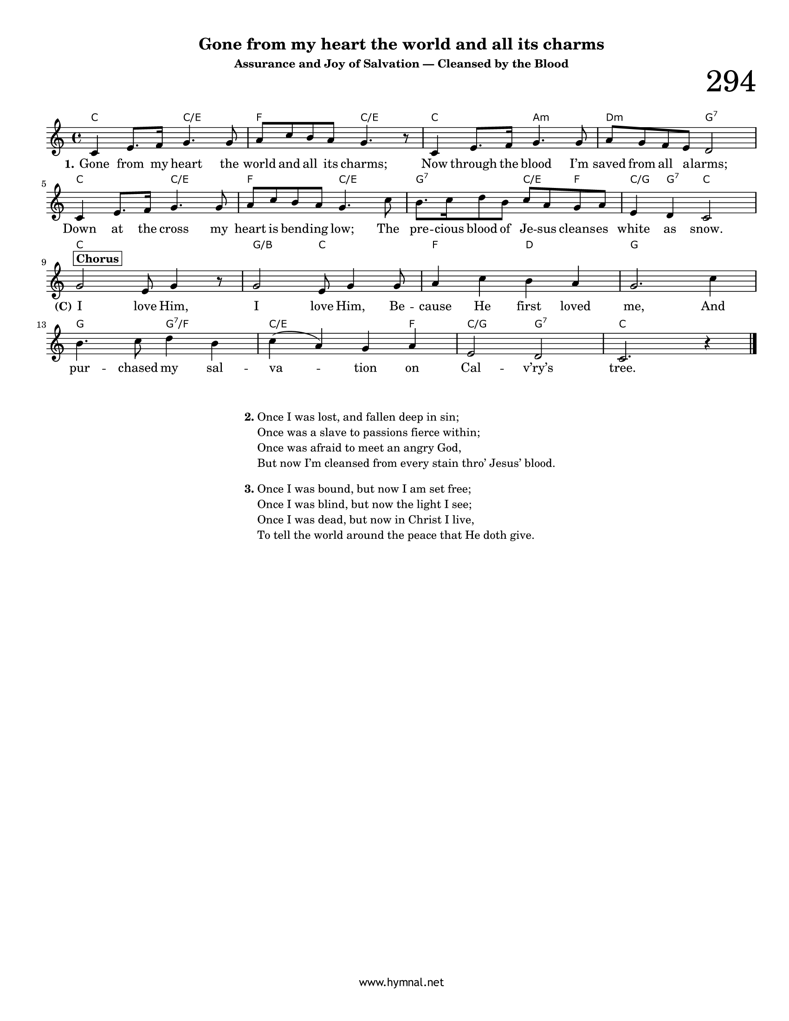 Gone from my heart the world and all its charms
Assurance and Joy of Salvation — Cleansed by the Blood
294
C C/E F C/E C Am Dm G7
1. Gone from my heart the world and all its charms; Now through the blood I'm saved from all alarms;
5 C C/E F C/E G7 C/E F C/G G7 C
Down at the cross my heart is bending low; The pre-cious blood of Je-sus cleanses white as snow.
C G/B C F D G
9 Chorus
(C) I love Him, I love Him, Be - cause He first loved me, And
13 G G7/F C/E F C/G G7 C
pur - chased my sal - va - tion on Cal - v'ry's tree.
2. Once I was lost, and fallen deep in sin;
Once was a slave to passions fierce within;
Once was afraid to meet an angry God,
But now I'm cleansed from every stain thro' Jesus' blood.
3. Once I was bound, but now I am set free;
Once I was blind, but now the light I see;
Once I was dead, but now in Christ I live,
To tell the world around the peace that He doth give.
www.hymnal.net